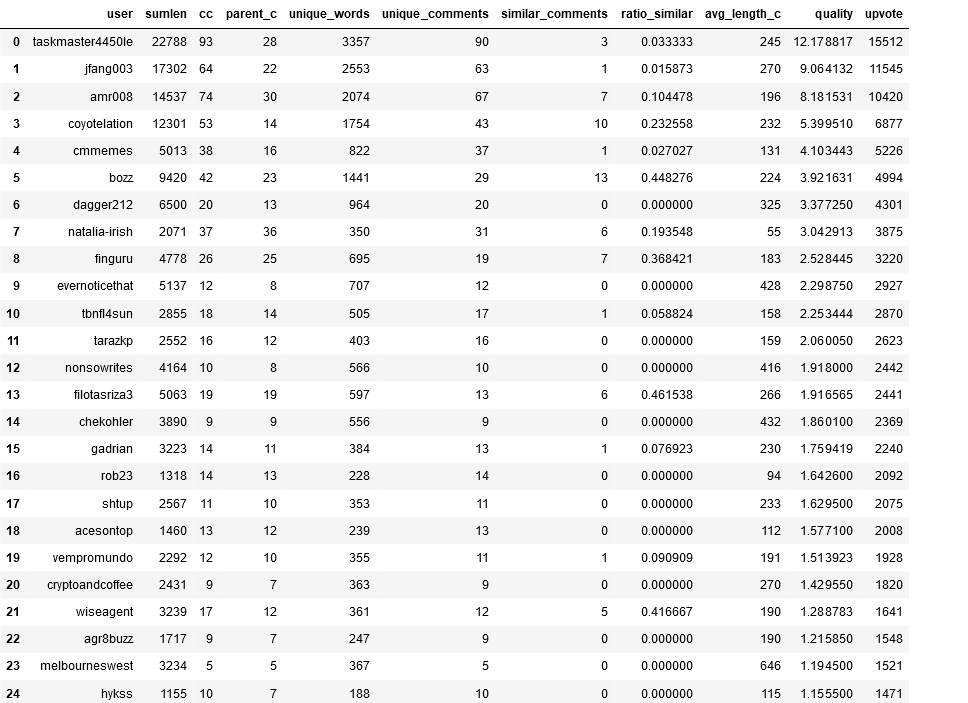 user sumlen cc parent_c unique_words unique_comments similar_comments ratio_similar avg_length_c quality upvote
0 taskmaster4450le 22788 93 28 3357 90 3 0.033333 245 12.178817 15512
1 jfang003 17302 64 22 2553 63 1 0.015873 270 9.064132 11545
2 amr008 14537 74 30 2074 67 7 0.104478 196 8.181531 10420
3 coyotelation 12301 53 14 1754 43 10 0.232558 232 5.399510 6877
4 cmmemes 5013 38 16 822 37 1 0.027027 131 4.103443 5226
5 bozz 9420 42 23 1441 29 13 0.448276 224 3.921631 4994
6 dagger212 6500 20 13 964 20 0 0.000000 325 3.377250 4301
7 natalia-irish 2071 37 36 350 31 6 0.193548 55 3.042913 3875
8 finguru 4778 26 25 695 19 7 0.368421 183 2.528445 3220
9 evernoticethat 5137 12 8 707 12 0 0.000000 428 2.298750 2927
10 tbnfl4sun 2855 18 14 505 17 1 0.058824 158 2.253444 2870
11 tarazkp 2552 16 12 403 16 0 0.000000 159 2.060050 2623
12 nonsowrites 4164 10 8 566 10 0 0.000000 416 1.918000 2442
13 filotasriza3 5063 19 19 597 13 6 0.461538 266 1.916565 2441
14 chekohler 3890 9 9 556 9 0 0.000000 432 1.860100 2369
15 gadrian 3223 14 11 384 13 1 0.076923 230 1.759419 2240
16 rob23 1318 14 13 228 14 0 0.000000 94 1.642600 2092
17 shtup 2567 11 10 353 11 0 0.000000 233 1.629500 2075
18 acesontop 1460 13 12 239 13 0 0.000000 112 1.577100 2008
19 vempromundo 2292 12 10 355 11 1 0.090909 191 1.513923 1928
20 cryptoandcoffee 2431 9 7 363 9 0 0.000000 270 1.429550 1820
21 wiseagent 3239 17 12 361 12 5 0.416667 190 1.288783 1641
22 agr8buzz 1717 9 7 247 9 0 0.000000 190 1.215850 1548
23 melbourneswest 3234 5 5 367 5 0 0.000000 646 1.194500 1521
24 hykss 1155 10 7 188 10 0 0.000000 115 1.155500 1471